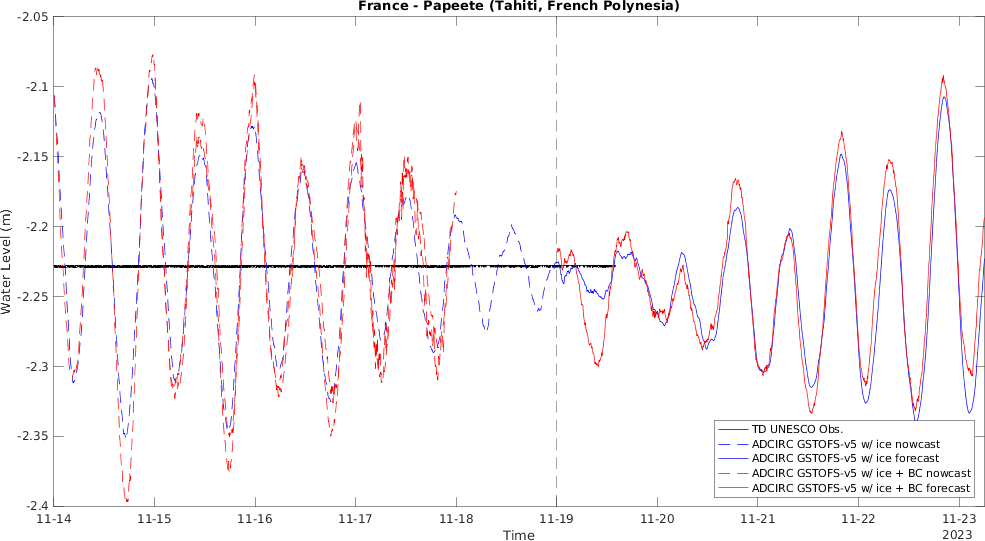 France - Papeete (Tahiti, French Polynesia)
Water Level (m)
-2.05
-2.1
-2.15
-2.2
-2.25
-2.3
-2.35
-2.4
TD UNESCO Obs.
ADCIRC GSTOFS-v5 w/ ice nowcast
ADCIRC GSTOFS-v5 w/ ice forecast
ADCIRC GSTOFS-v5 w/ ice + BC nowcast
ADCIRC GSTOFS-v5 w/ ice + BC forecast
11-14 11-15 11-16 11-17 11-18 11-19 11-20 11-21 11-22 11-23
Time
2023